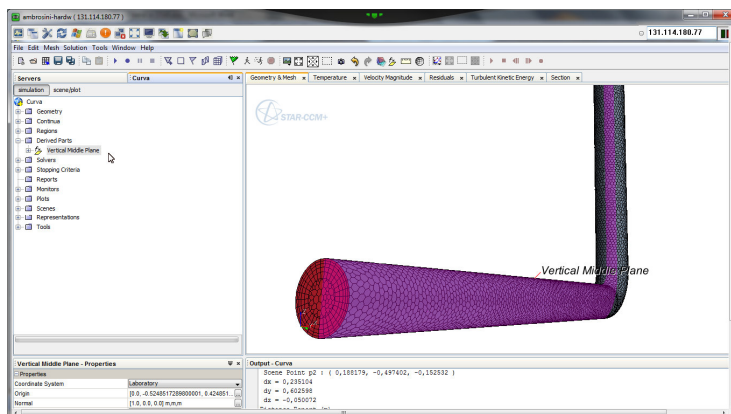 ambrosini-hardw ( 131.114.180.77 )
131.114.180.77
File Edit Mesh Solution Tools Window Help
Servers
Curva
simulation scene/plot
Curva
Geometry
Continua
Regions
Derived Parts
Vertical Middle Plane
Solvers
Stopping Criteria
Reports
Monitors
Plots
Scenes
Representations
Tools
Geometry & Mesh Temperature Velocity Magnitude Residuals Turbulent Kinetic Energy Section
STAR-CCM+
Vertical Middle Plane
Vertical Middle Plane - Properties
Properties
Coordinate System Laboratory
Origin [0.0, -0.5248517289800001, 0.424851...
Normal [1.0, 0.0, 0.0] m,m,m
Output - Curva
Scene Point p2 : ( 0,188179, -0,497402, -0,152532 )
dx = 0,235104
dy = 0,602598
dz = -0,050072